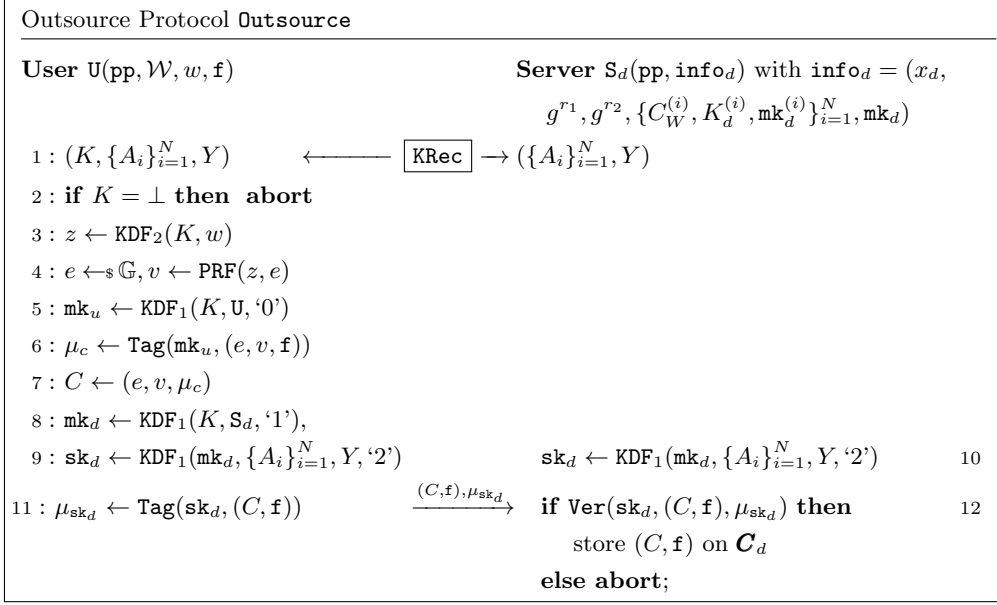 Outsource Protocol Outsource
User U(pp, 𝒲, w, f) Server S_d(pp, info_d) with info_d = (x_d,
g^{r_1}, g^{r_2}, {C_W^{(i)}, K_d^{(i)}, mk_d^{(i)}}_{i=1}^N, mk_d)
1 : (K, {A_i}_{i=1}^N, Y) ⟵ KRec ⟶ ({A_i}_{i=1}^N, Y)
2 : if K = ⊥ then abort
3 : z ← KDF_2(K, w)
4 : e ←$ 𝔾, v ← PRF(z, e)
5 : mk_u ← KDF_1(K, U, ‘0’)
6 : μ_c ← Tag(mk_u, (e, v, f))
7 : C ← (e, v, μ_c)
8 : mk_d ← KDF_1(K, S_d, ‘1’),
9 : sk_d ← KDF_1(mk_d, {A_i}_{i=1}^N, Y, ‘2’) sk_d ← KDF_1(mk_d, {A_i}_{i=1}^N, Y, ‘2’) 10
11 : μ_{sk_d} ← Tag(sk_d, (C, f)) (C,f),μ_{sk_d} ⟶ if Ver(sk_d, (C, f), μ_{sk_d}) then 12
store (C, f) on C_d
else abort;